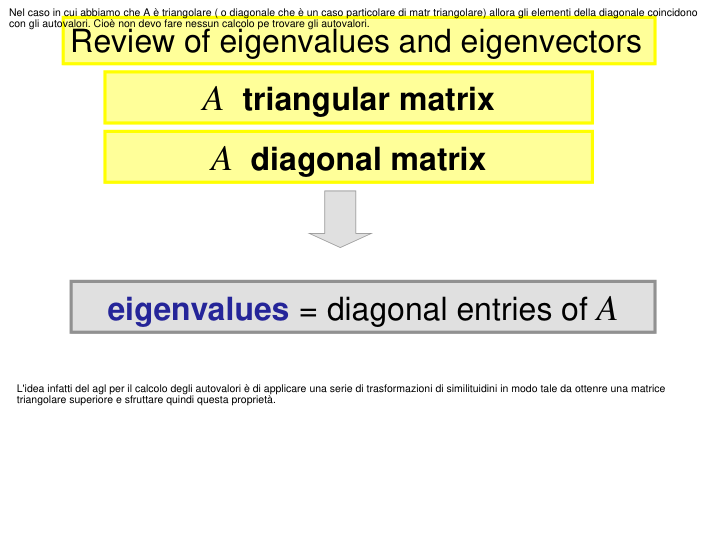 Nel caso in cui abbiamo che A è triangolare ( o diagonale che è un caso particolare di matr triangolare) allora gli elementi della diagonale coincidono
con gli autovalori. Cioè non devo fare nessun calcolo pe trovare gli autovalori.
Review of eigenvalues and eigenvectors
A triangular matrix
A diagonal matrix
eigenvalues = diagonal entries of A
L'idea infatti del agl per il calcolo degli autovalori è di applicare una serie di trasformazioni di similituidini in modo tale da ottenre una matrice
triangolare superiore e sfruttare quindi questa proprietà.